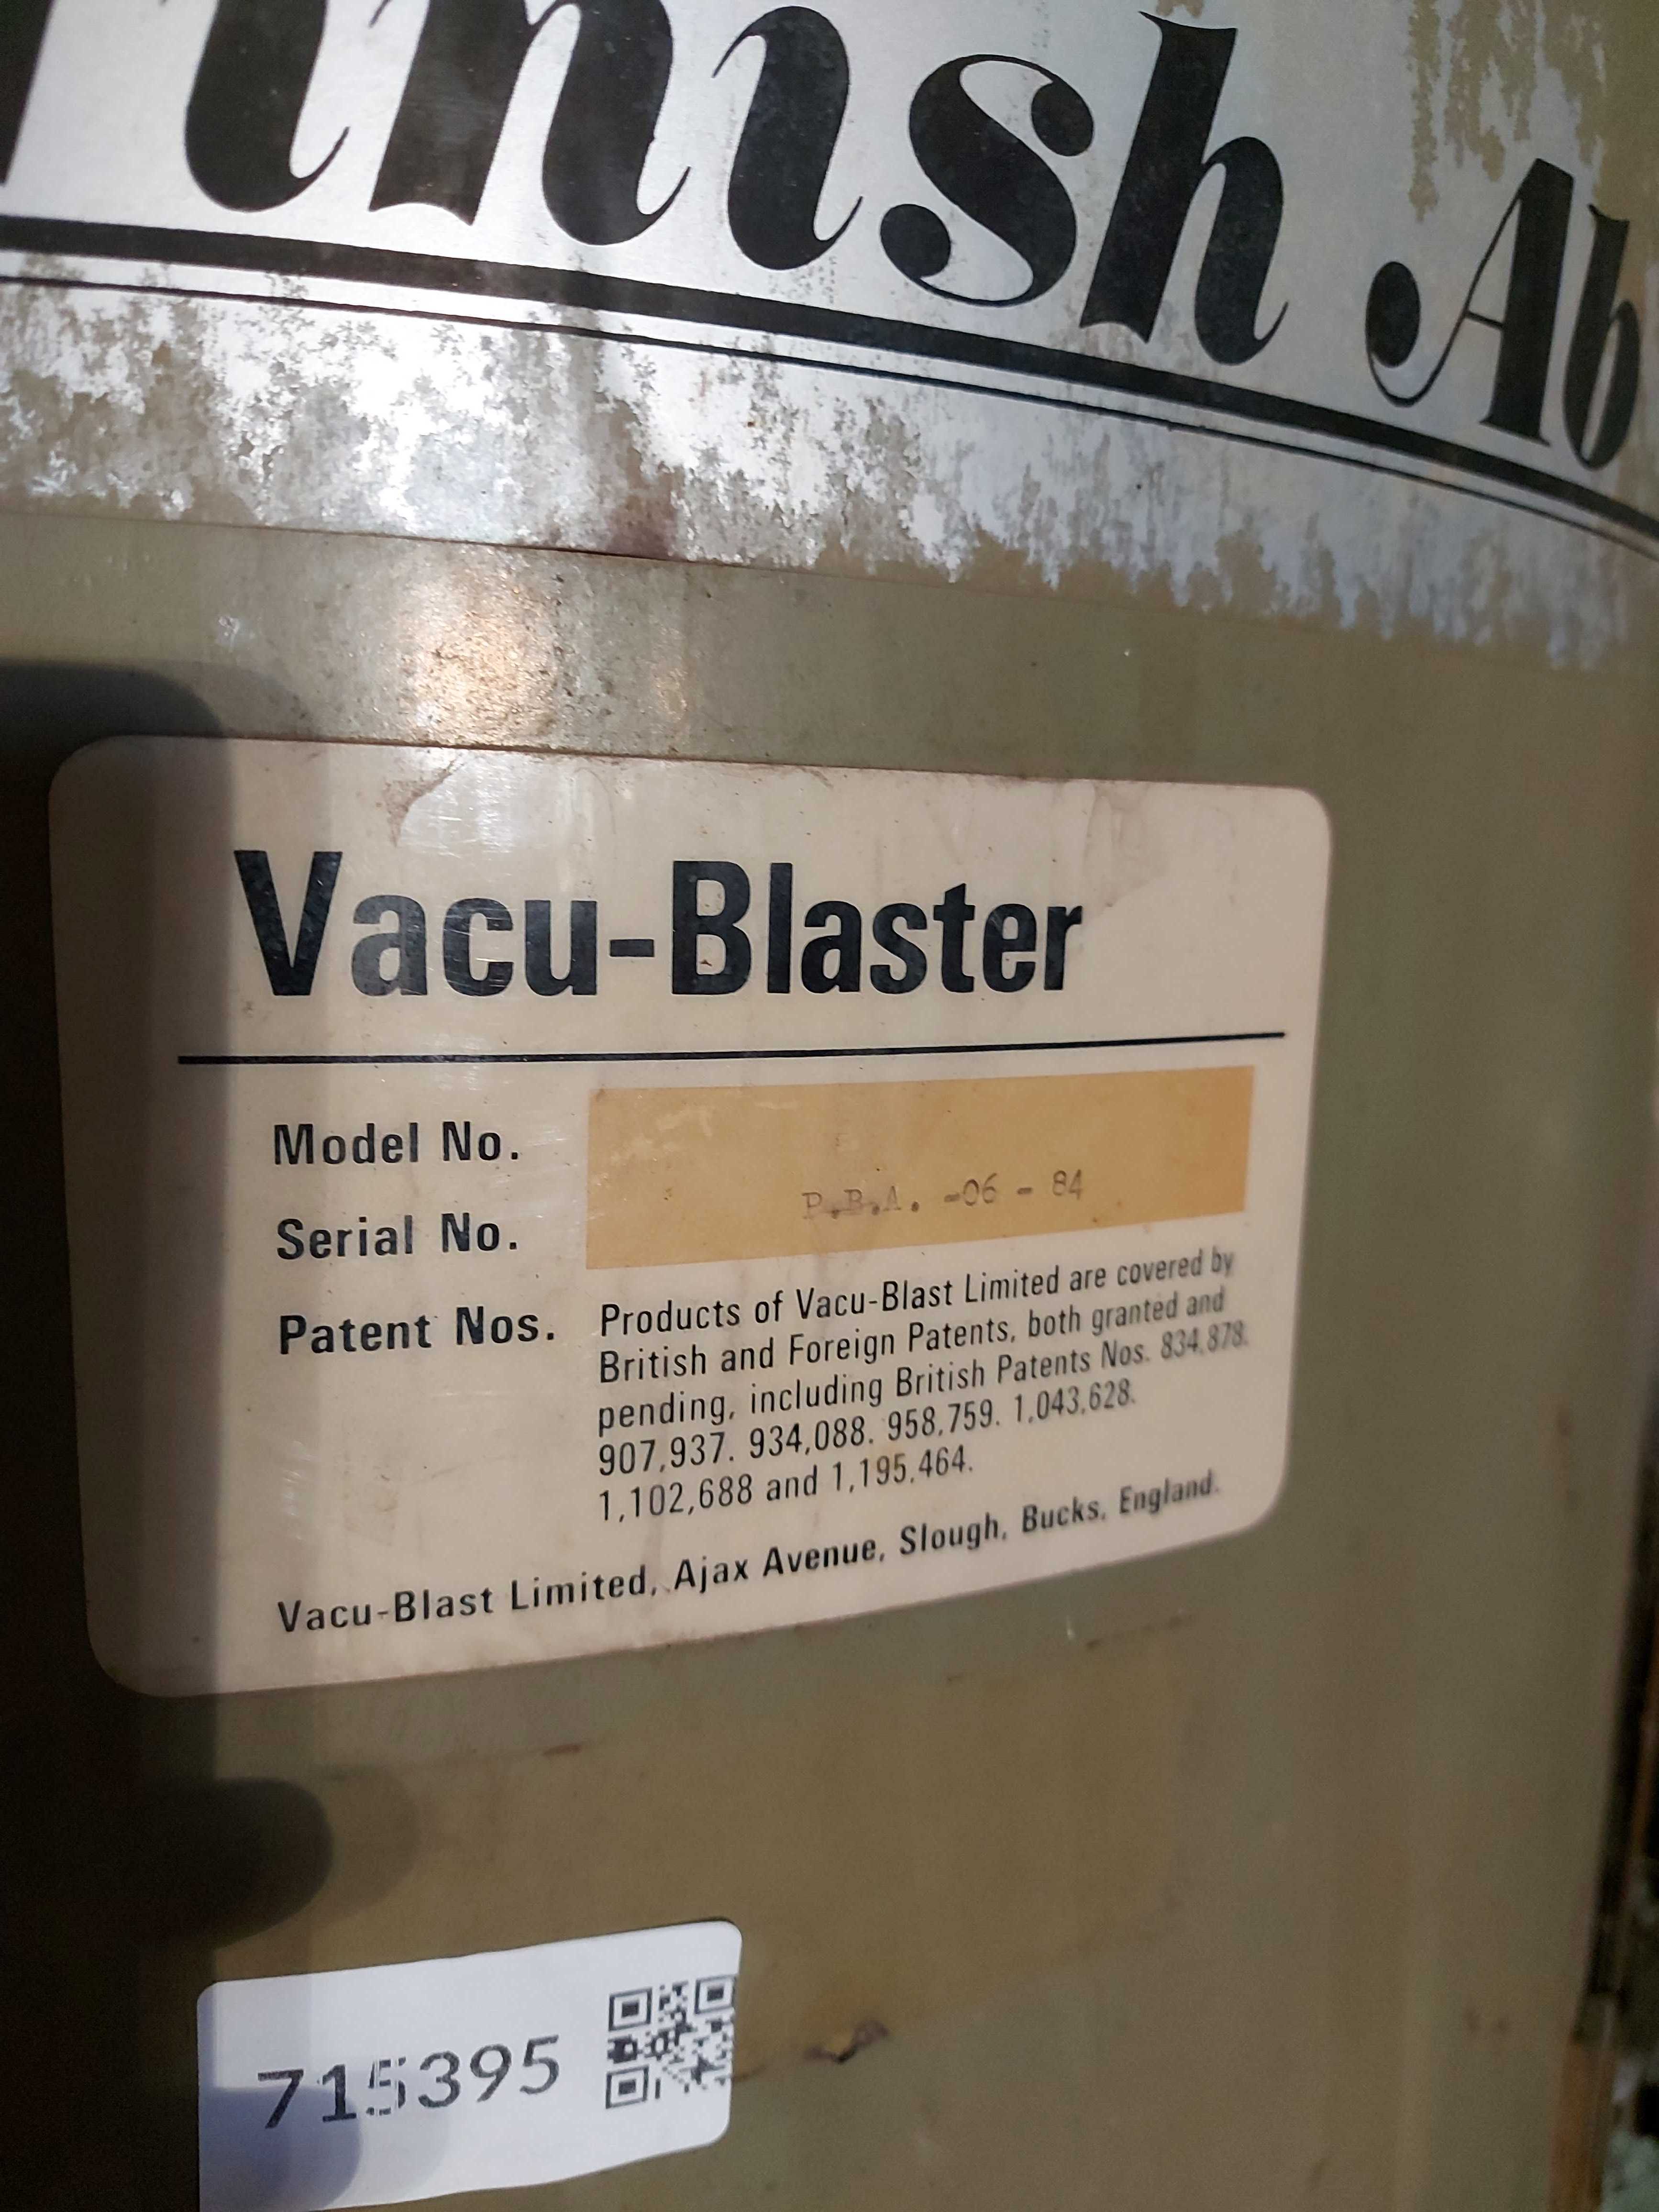 finish Ab
Vacu-Blaster
Model No.
Serial No. P.B.A. -06 - 84
Patent Nos. Products of Vacu-Blast Limited are covered by
British and Foreign Patents, both granted and
pending, including British Patents Nos. 834,878.
907,937. 934,088. 958,759. 1,043,628.
1,102,688 and 1,195,464.
Vacu-Blast Limited, Ajax Avenue, Slough, Bucks, England.
715395